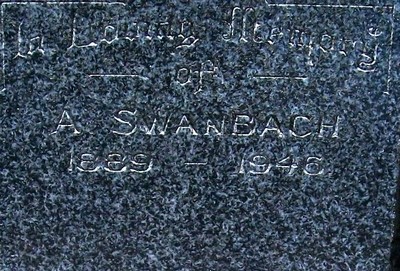 In Loving Memory
of
A SWANBACH
1889 - 1946